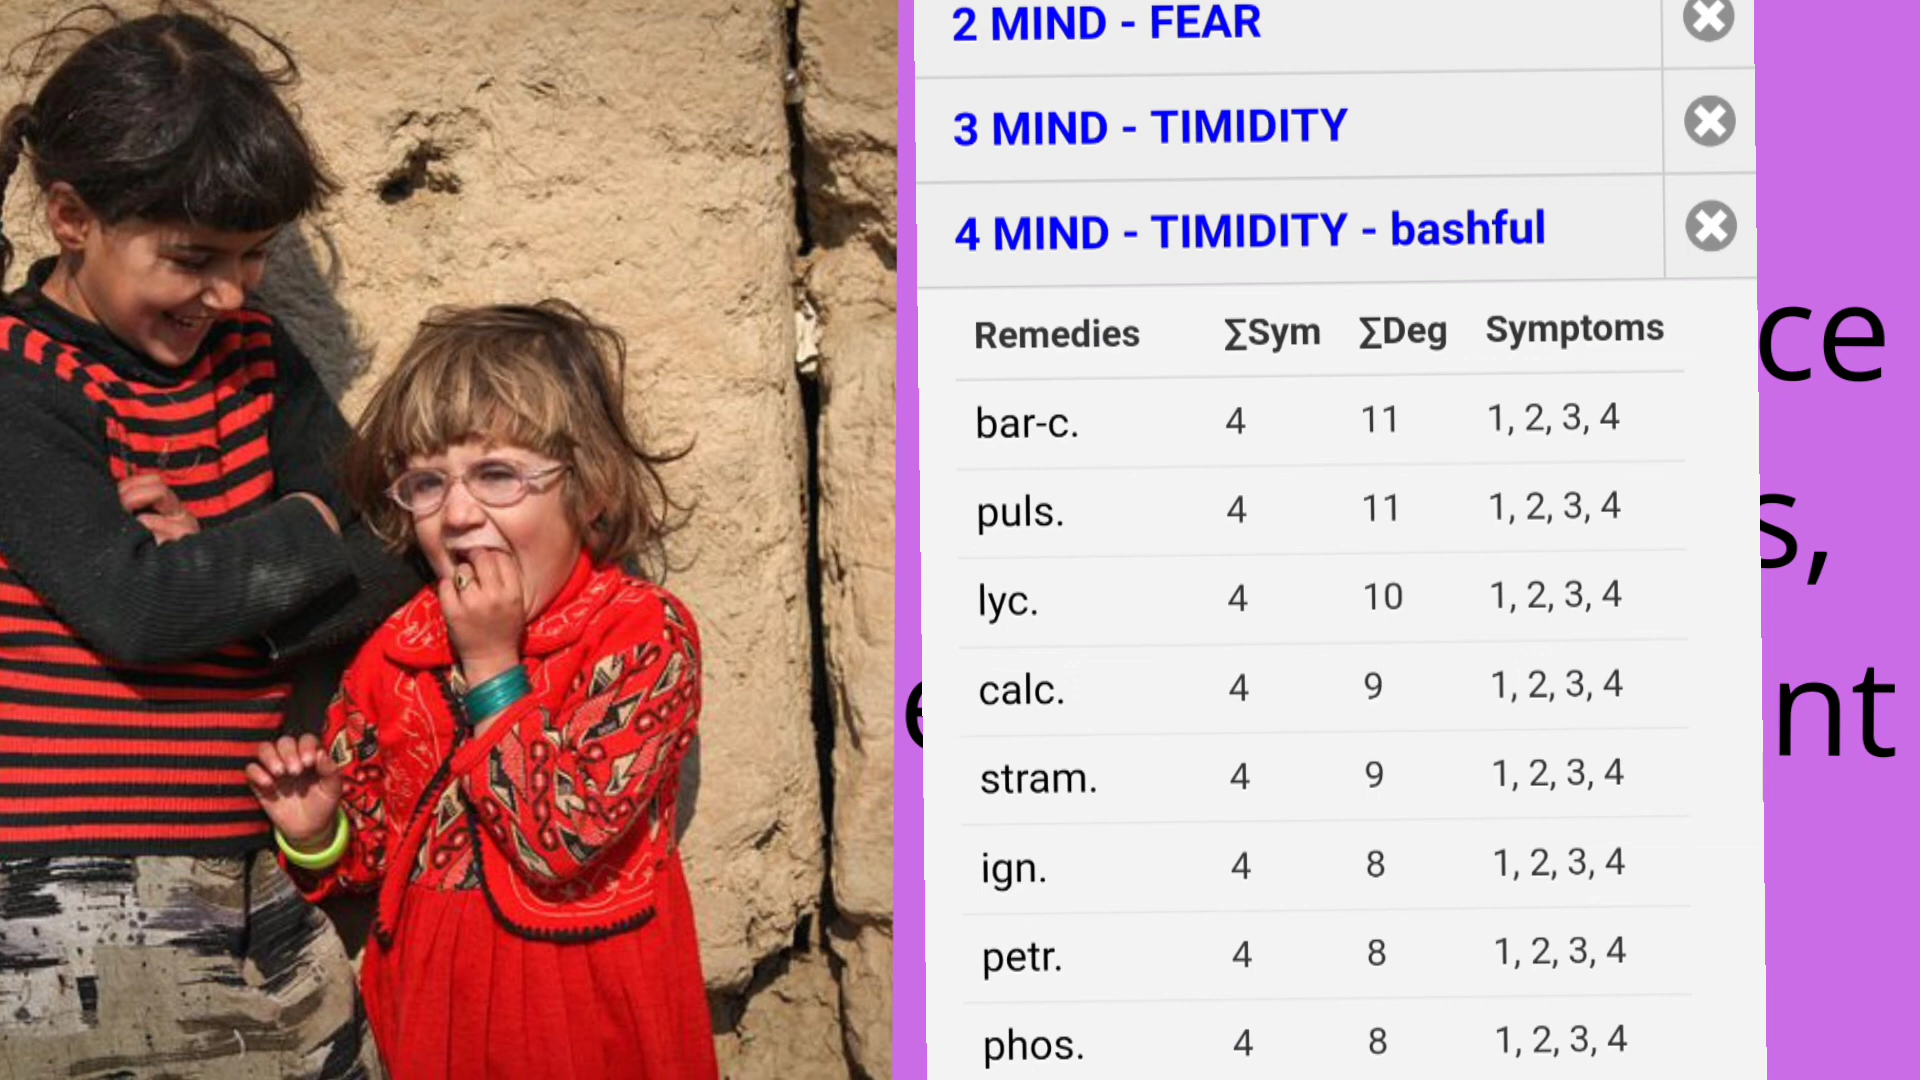 2 MIND - FEAR
3 MIND - TIMIDITY
4 MIND - TIMIDITY - bashful
Remedies ∑Sym ∑Deg Symptoms
bar-c. 4 11 1, 2, 3, 4
puls. 4 11 1, 2, 3, 4
lyc. 4 10 1, 2, 3, 4
calc. 4 9 1, 2, 3, 4
stram. 4 9 1, 2, 3, 4
ign. 4 8 1, 2, 3, 4
petr. 4 8 1, 2, 3, 4
phos. 4 8 1, 2, 3, 4